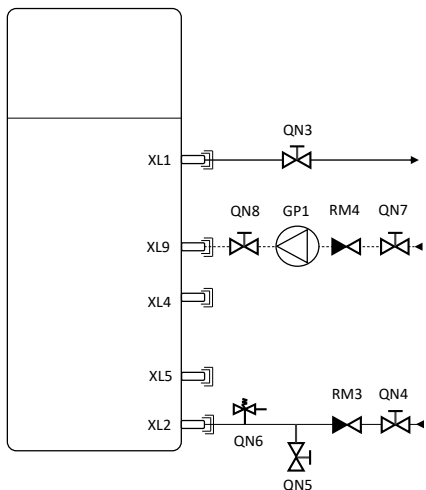 QN3
XL1
QN8 GP1 RM4 QN7
XL9
XL4
XL5
RM3 QN4
XL2
QN6
QN5